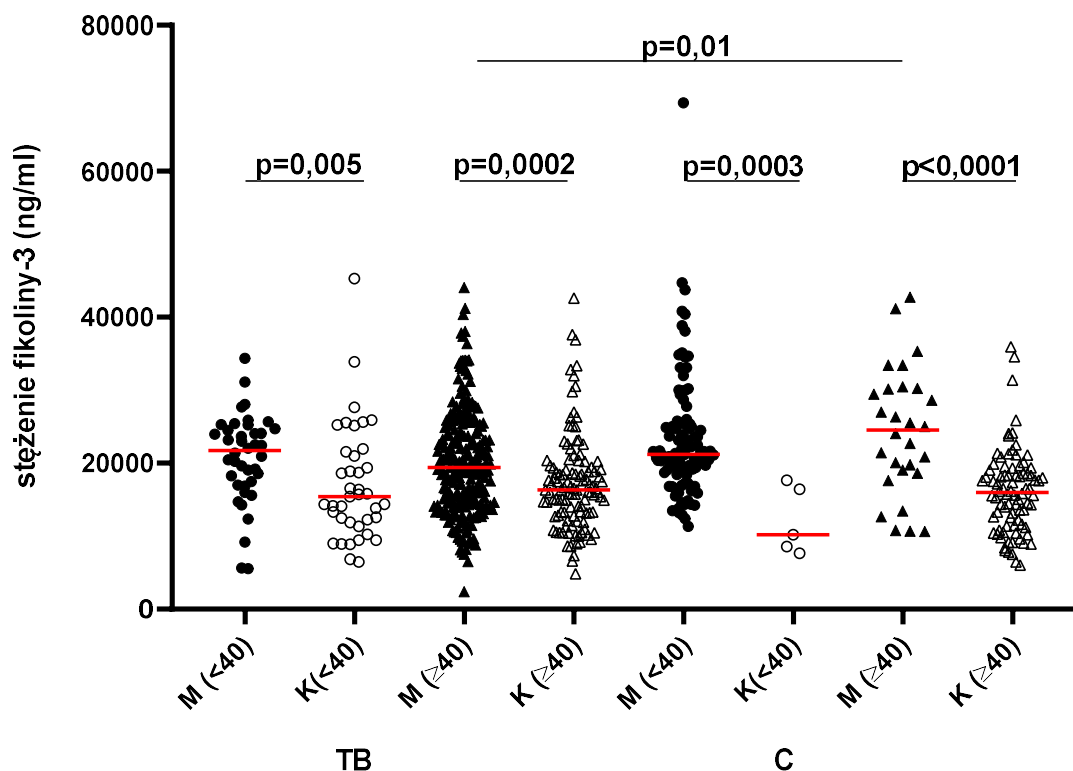 80000
p=0,01
60000
p=0,005
p=0,0002
p=0,0003
p<0,0001
stężenie fikoliny-3 (ng/ml)
40000
20000
0
M (<40)
K(<40)
M (≥40)
K (≥40)
M (<40)
K(<40)
M (≥40)
K (≥40)
TB
C